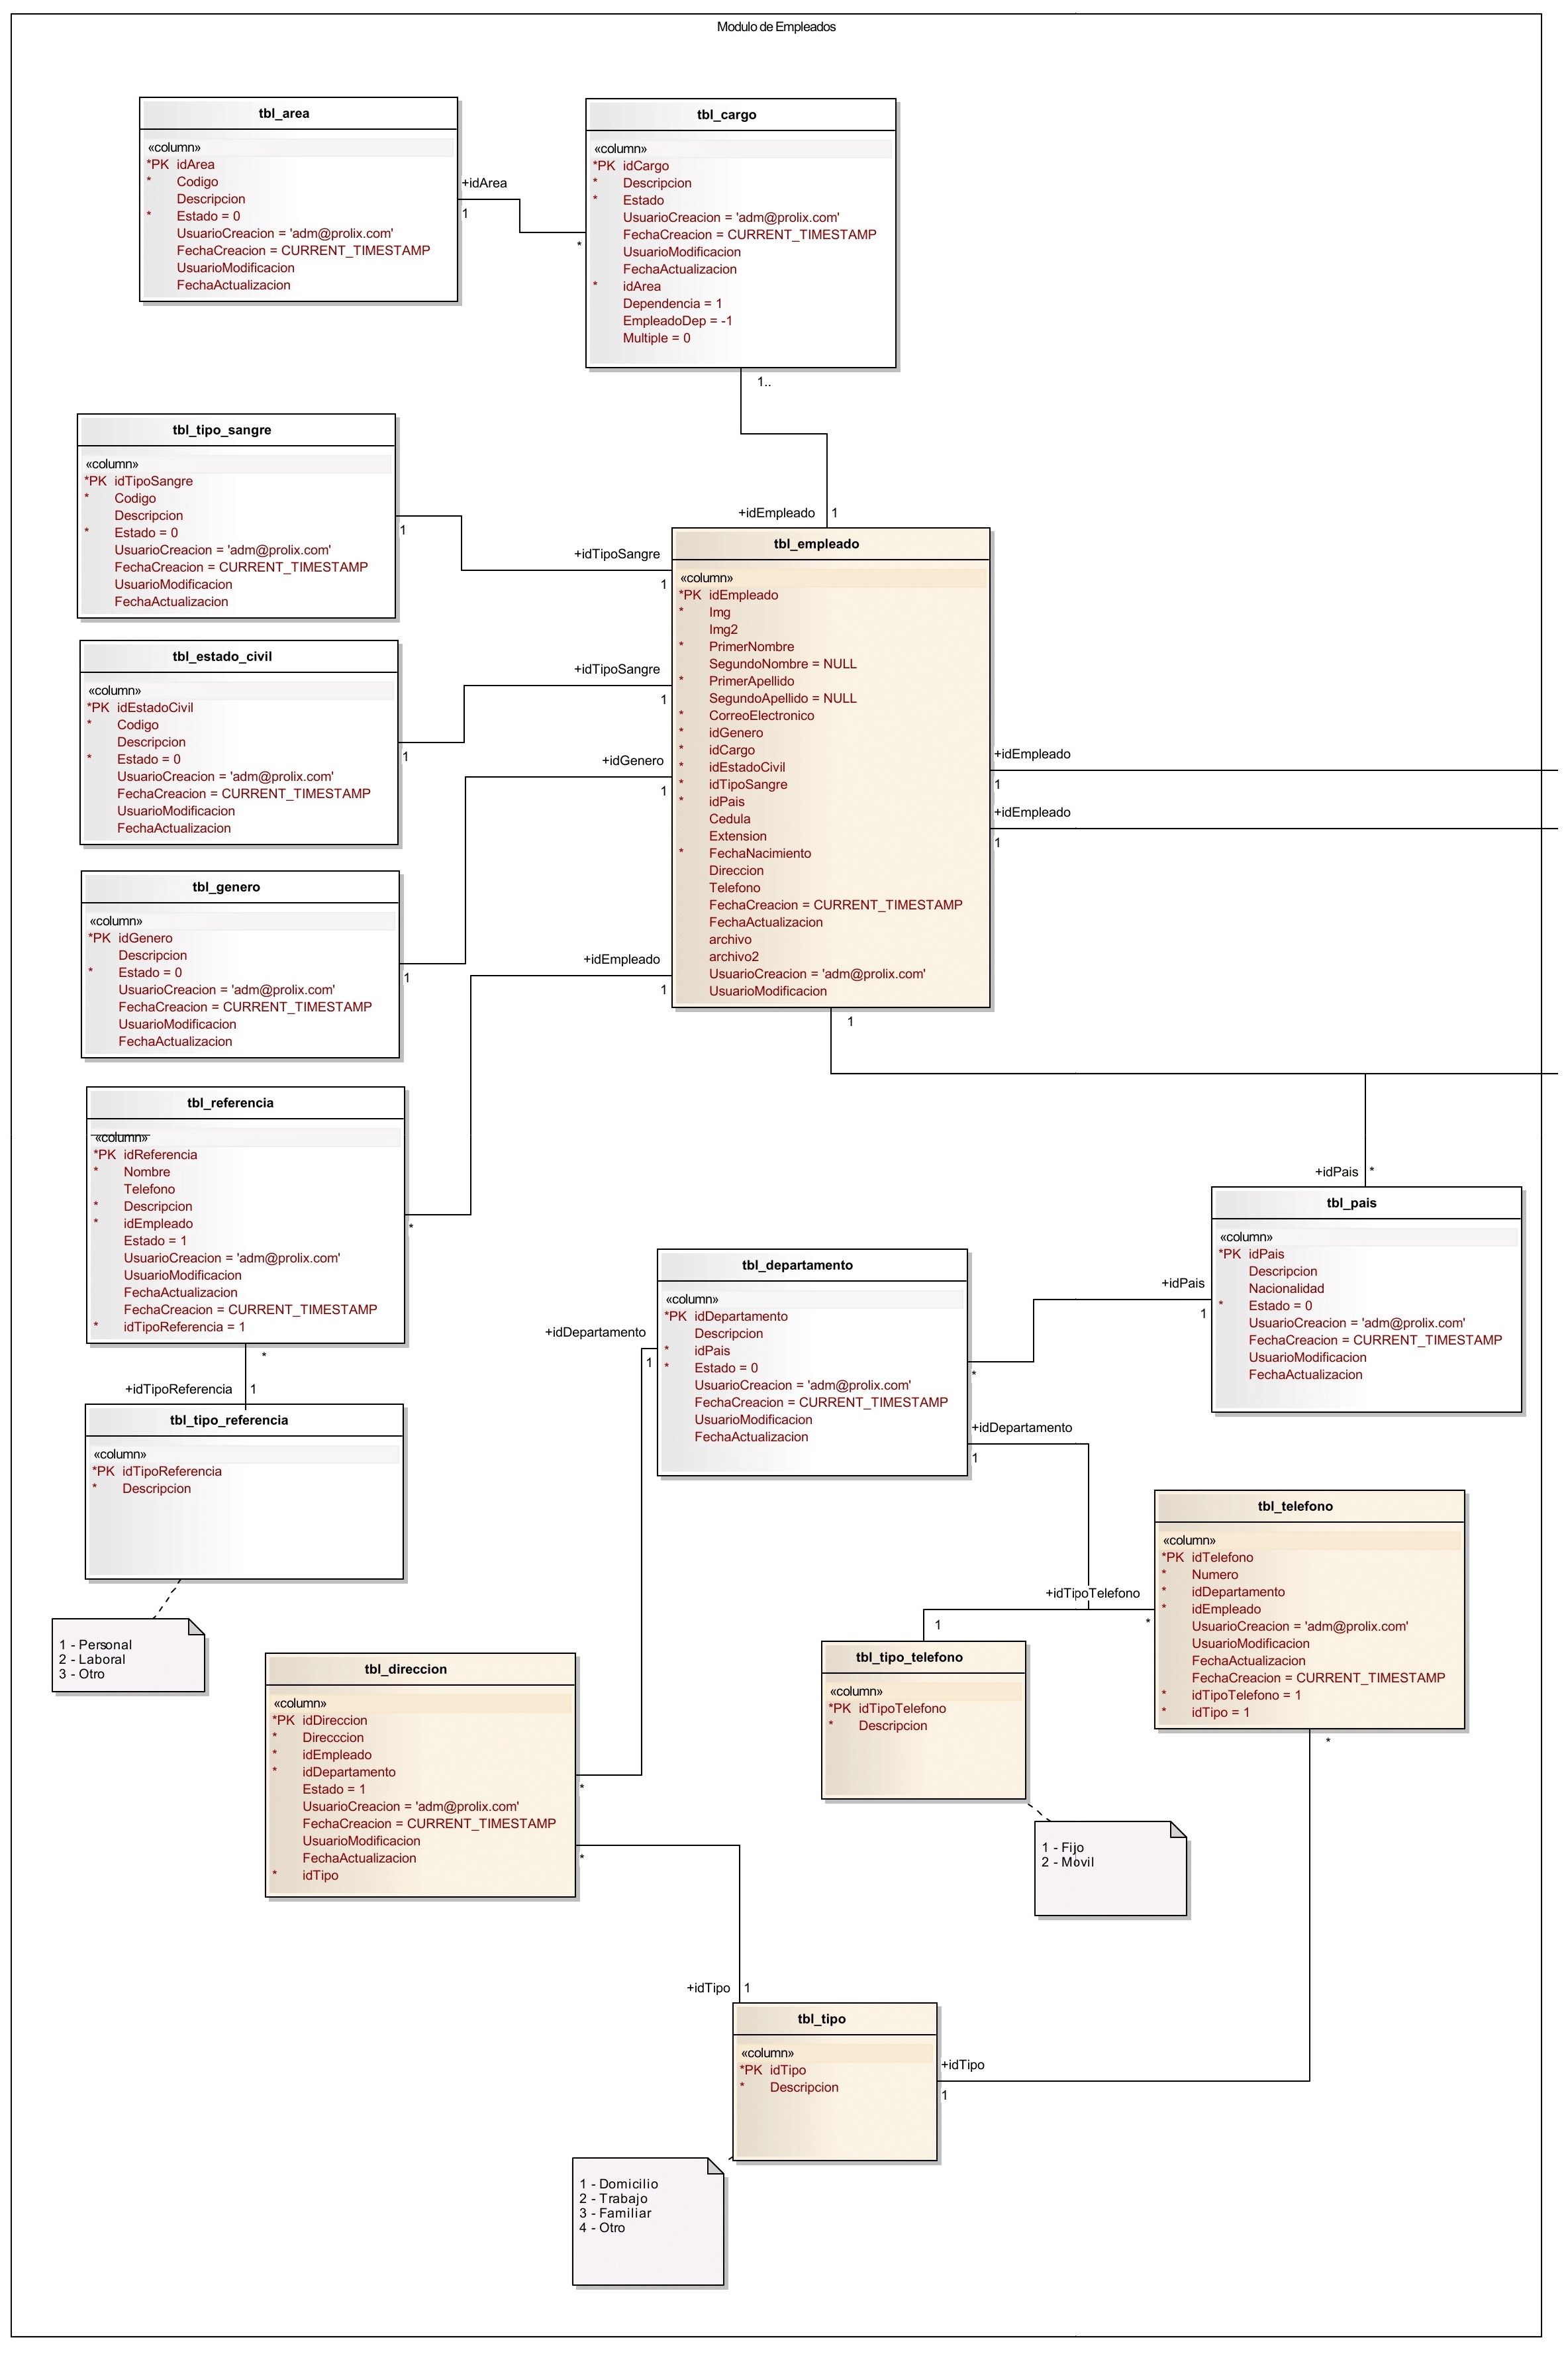 Modulo de Empleados
tbl_area
«column»
*PK idArea
* Codigo
Descripcion
* Estado = 0
UsuarioCreacion = 'adm@prolix.com'
FechaCreacion = CURRENT_TIMESTAMP
UsuarioModificacion
FechaActualizacion
+idArea
1
*
tbl_cargo
«column»
*PK idCargo
* Descripcion
* Estado
UsuarioCreacion = 'adm@prolix.com'
FechaCreacion = CURRENT_TIMESTAMP
UsuarioModificacion
FechaActualizacion
* idArea
Dependencia = 1
EmpleadoDep = -1
Multiple = 0
1..
+idEmpleado 1
tbl_tipo_sangre
«column»
*PK idTipoSangre
* Codigo
Descripcion
* Estado = 0
UsuarioCreacion = 'adm@prolix.com'
FechaCreacion = CURRENT_TIMESTAMP
UsuarioModificacion
FechaActualizacion
1
+idTipoSangre
1
tbl_estado_civil
«column»
*PK idEstadoCivil
* Codigo
Descripcion
* Estado = 0
UsuarioCreacion = 'adm@prolix.com'
FechaCreacion = CURRENT_TIMESTAMP
UsuarioModificacion
FechaActualizacion
1
+idTipoSangre
1
tbl_genero
«column»
*PK idGenero
Descripcion
* Estado = 0
UsuarioCreacion = 'adm@prolix.com'
FechaCreacion = CURRENT_TIMESTAMP
UsuarioModificacion
FechaActualizacion
1
+idGenero
1
tbl_empleado
«column»
*PK idEmpleado
* Img
Img2
* PrimerNombre
SegundoNombre = NULL
* PrimerApellido
SegundoApellido = NULL
* CorreoElectronico
* idGenero
* idCargo
* idEstadoCivil
* idTipoSangre
* idPais
Cedula
Extension
* FechaNacimiento
Direccion
Telefono
FechaCreacion = CURRENT_TIMESTAMP
FechaActualizacion
archivo
archivo2
UsuarioCreacion = 'adm@prolix.com'
UsuarioModificacion
+idEmpleado
1
+idEmpleado
1
+idEmpleado
1
1
tbl_referencia
«column»
*PK idReferencia
* Nombre
Telefono
* Descripcion
* idEmpleado
Estado = 1
UsuarioCreacion = 'adm@prolix.com'
UsuarioModificacion
FechaActualizacion
FechaCreacion = CURRENT_TIMESTAMP
* idTipoReferencia = 1
*
*
+idTipoReferencia 1
tbl_tipo_referencia
«column»
*PK idTipoReferencia
* Descripcion
1 - Personal
2 - Laboral
3 - Otro
+idPais *
tbl_pais
«column»
*PK idPais
Descripcion
Nacionalidad
* Estado = 0
UsuarioCreacion = 'adm@prolix.com'
FechaCreacion = CURRENT_TIMESTAMP
UsuarioModificacion
FechaActualizacion
+idPais
1
tbl_departamento
«column»
*PK idDepartamento
Descripcion
* idPais
* Estado = 0
UsuarioCreacion = 'adm@prolix.com'
FechaCreacion = CURRENT_TIMESTAMP
UsuarioModificacion
FechaActualizacion
*
+idDepartamento
1
+idDepartamento
1
tbl_telefono
«column»
*PK idTelefono
* Numero
* idDepartamento
* idEmpleado
UsuarioCreacion = 'adm@prolix.com'
UsuarioModificacion
FechaActualizacion
FechaCreacion = CURRENT_TIMESTAMP
* idTipoTelefono = 1
* idTipo = 1
+idTipoTelefono
*
1
*
tbl_tipo_telefono
«column»
*PK idTipoTelefono
* Descripcion
1 - Fijo
2 - Movil
tbl_direccion
«column»
*PK idDireccion
* Direcccion
* idEmpleado
* idDepartamento
Estado = 1
UsuarioCreacion = 'adm@prolix.com'
FechaCreacion = CURRENT_TIMESTAMP
UsuarioModificacion
FechaActualizacion
* idTipo
*
*
+idTipo 1
tbl_tipo
«column»
*PK idTipo
* Descripcion
+idTipo
1
1 - Domicilio
2 - Trabajo
3 - Familiar
4 - Otro